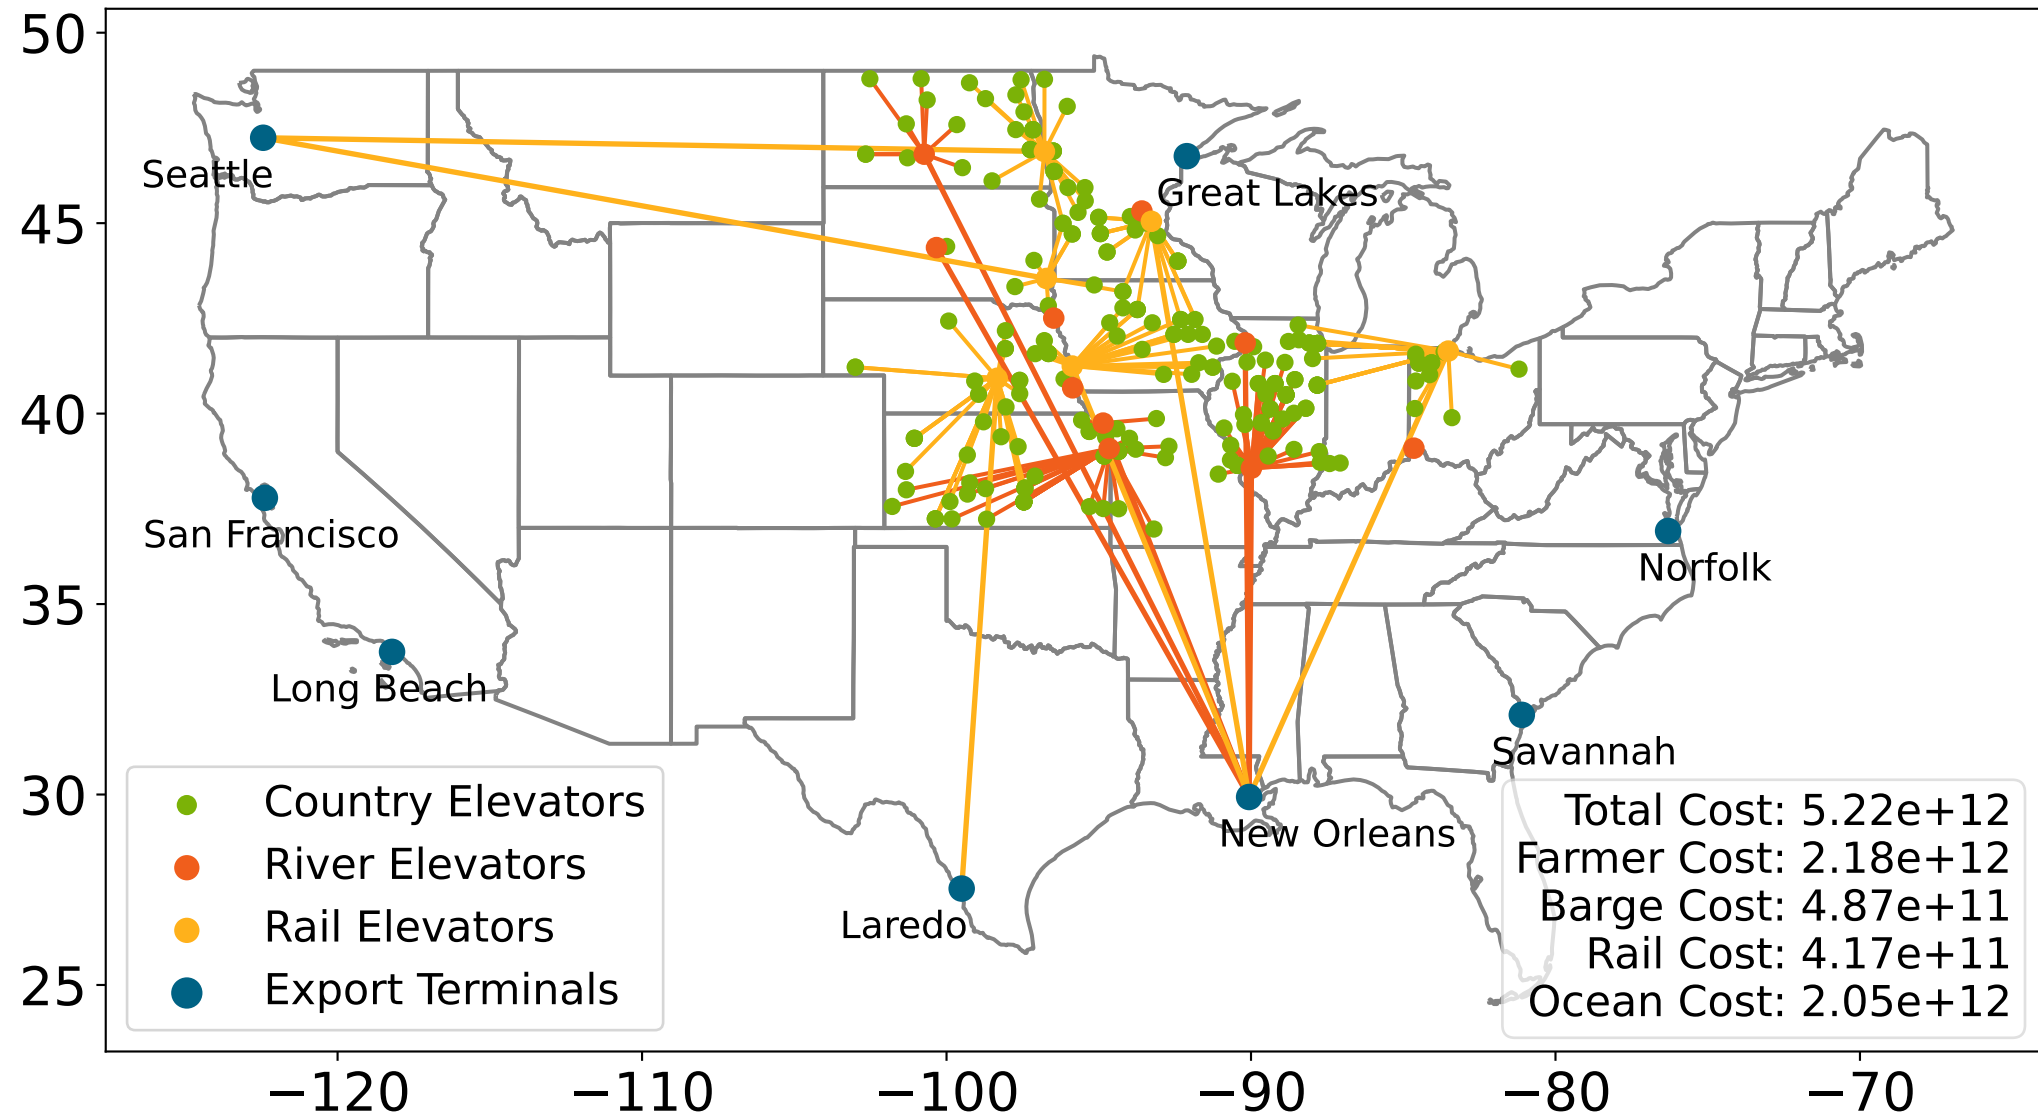 50
45
40
35
30
25
−120
−110
−100
−90
−80
−70
Seattle
Great Lakes
San Francisco
Norfolk
Long Beach
Savannah
New Orleans
Laredo
Country Elevators
River Elevators
Rail Elevators
Export Terminals
Total Cost: 5.22e+12
Farmer Cost: 2.18e+12
Barge Cost: 4.87e+11
Rail Cost: 4.17e+11
Ocean Cost: 2.05e+12